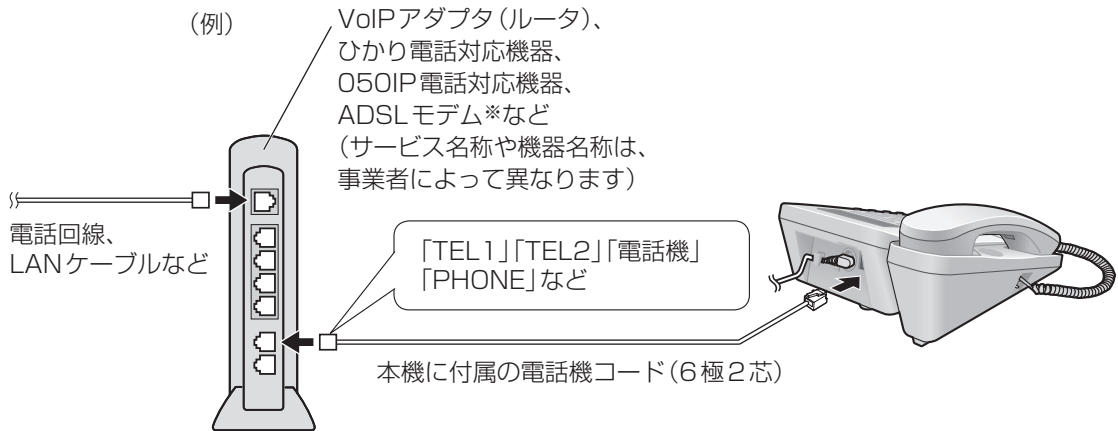 (例)
VoIPアダプタ(ルータ)、
ひかり電話対応機器、
050IP電話対応機器、
ADSLモデム※など
(サービス名称や機器名称は、
事業者によって異なります)
電話回線、
LANケーブルなど
「TEL1」「TEL2」「電話機」
「PHONE」など
本機に付属の電話機コード(6極2芯)